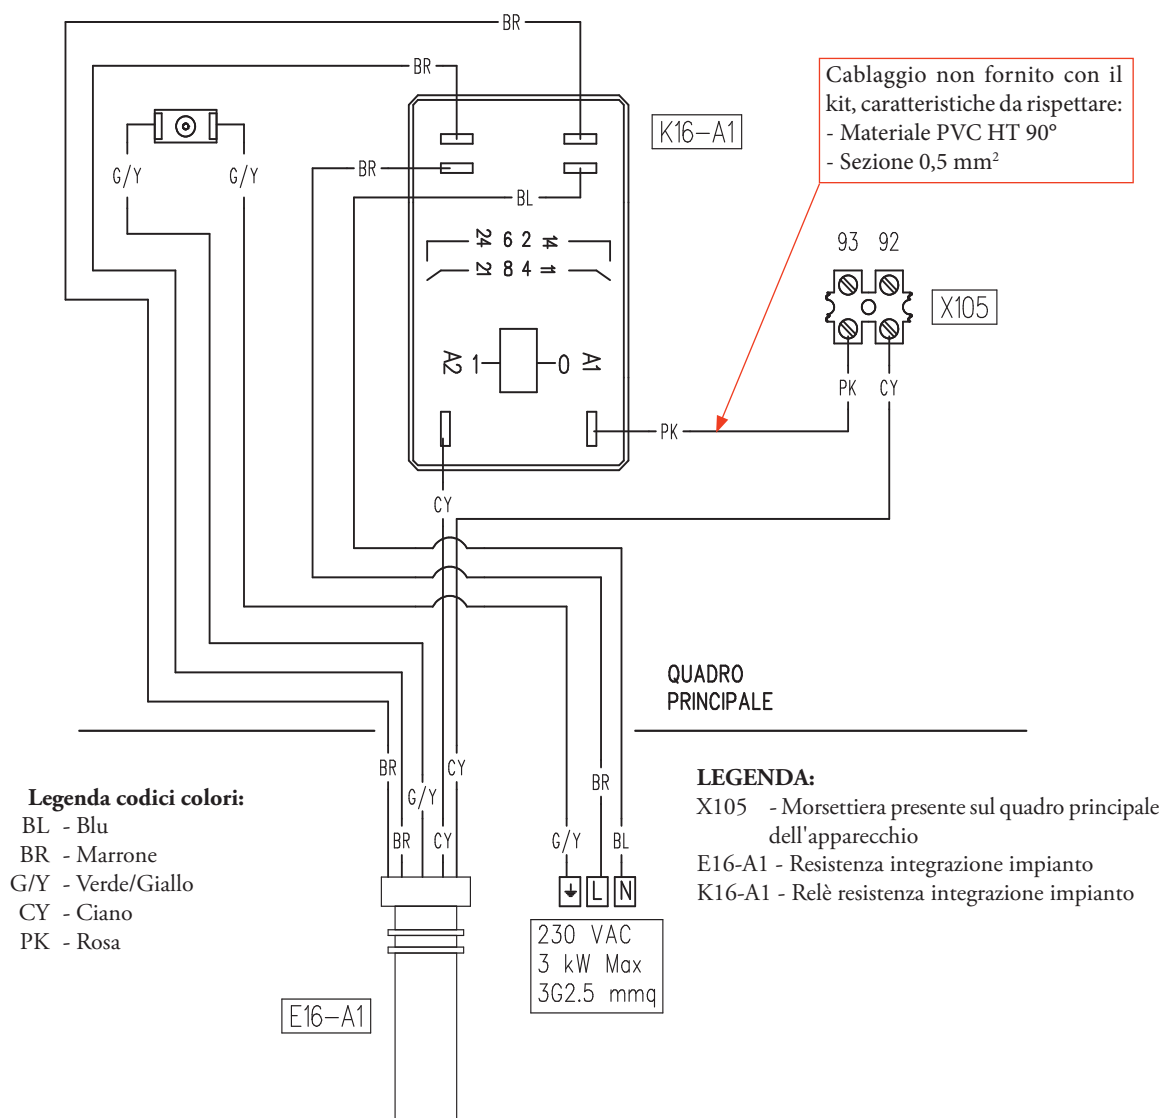 BR
BR
Cablaggio non fornito con il
kit, caratteristiche da rispettare:
- Materiale PVC HT 90°
- Sezione 0,5 mm²
K16-A1
G/Y
G/Y
BR
BL
24 6 2 14
21 8 4 11
93 92
X105
A2 1 0 A1
PK
CY
PK
CY
QUADRO
PRINCIPALE
BR
CY
G/Y
BR
CY
BR
G/Y
BL
L N
230 VAC
3 kW Max
3G2.5 mmq
E16-A1
Legenda codici colori:
BL - Blu
BR - Marrone
G/Y - Verde/Giallo
CY - Ciano
PK - Rosa
LEGENDA:
X105 - Morsettiera presente sul quadro principale
dell'apparecchio
E16-A1 - Resistenza integrazione impianto
K16-A1 - Relè resistenza integrazione impianto